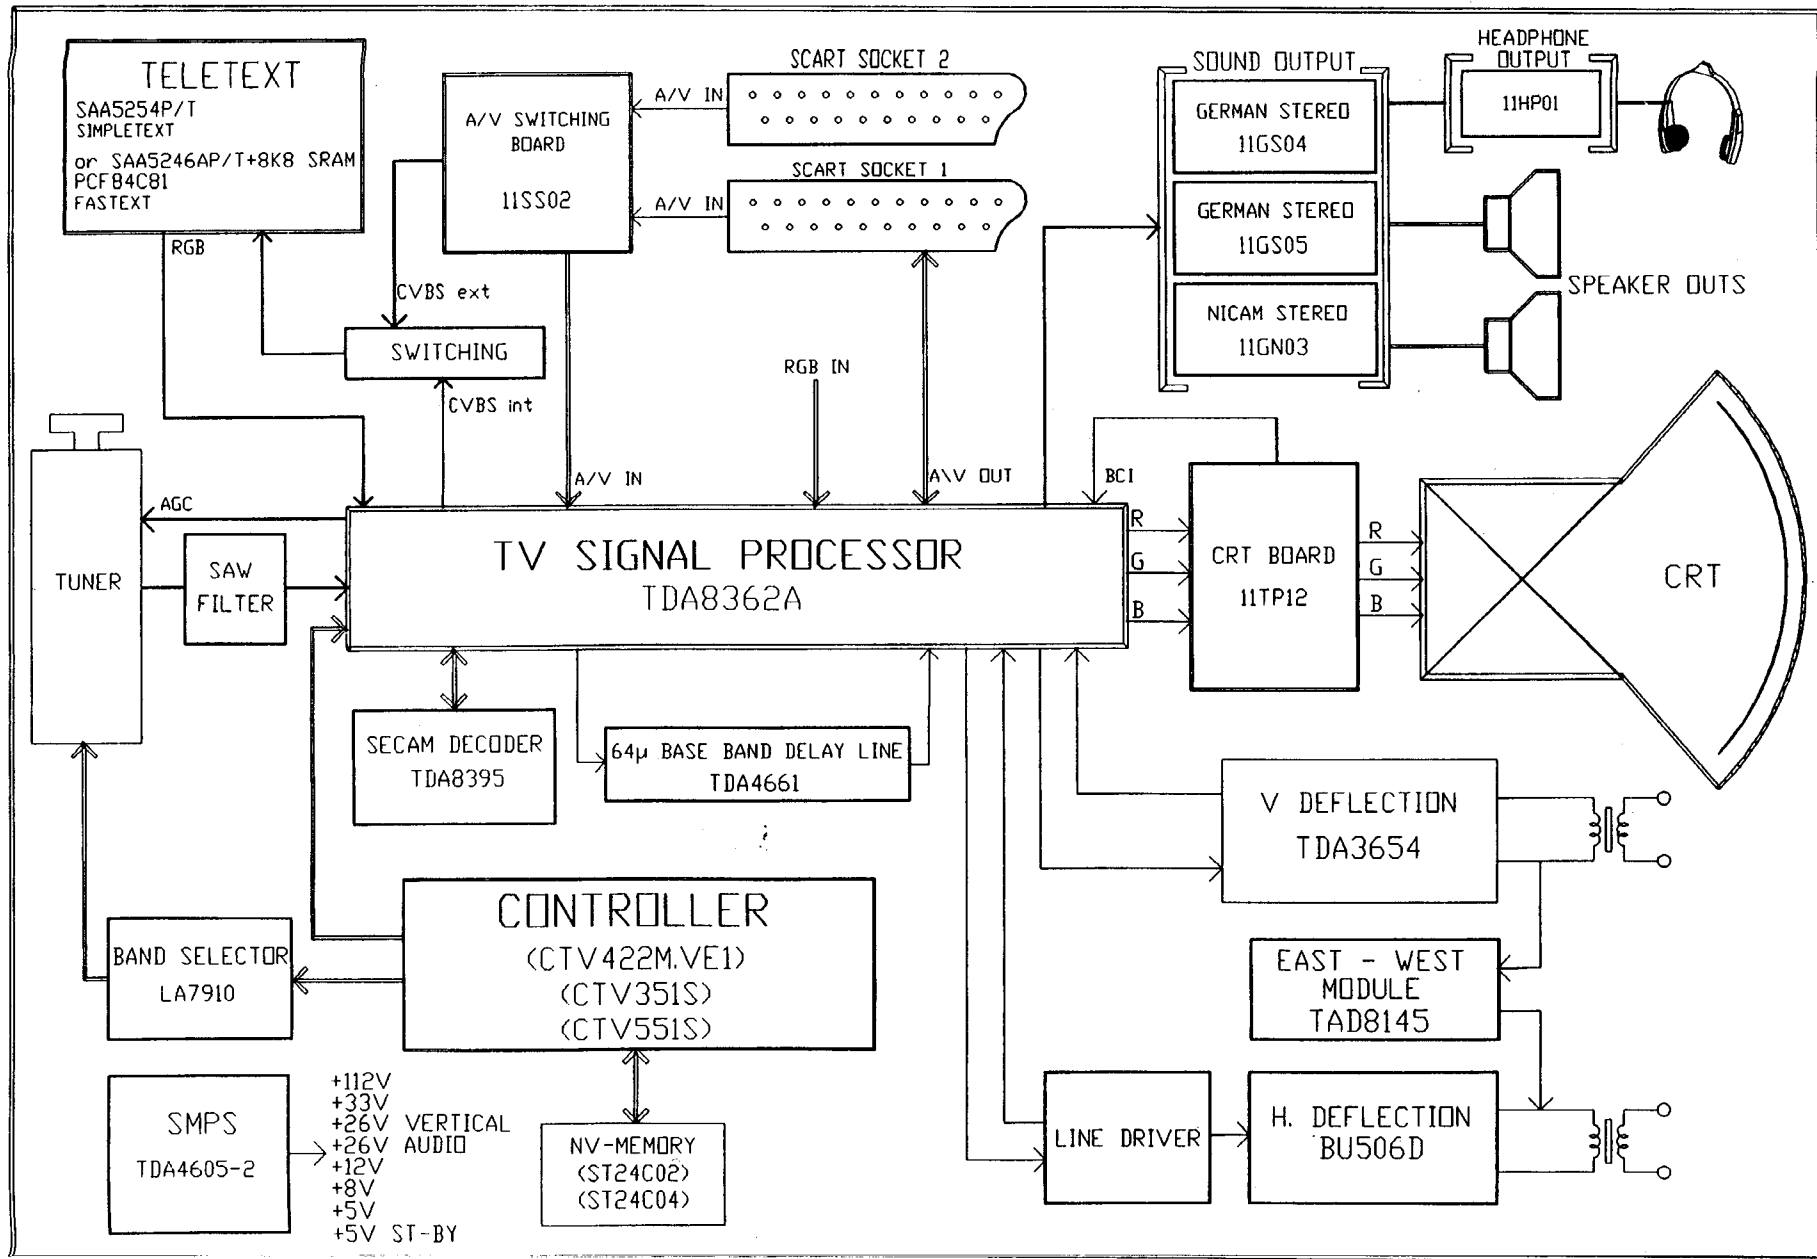 TELETEXT
SAA5254P/T
SIMPLETEXT
or SAA5246AP/T+8K8 SRAM
PCF84C81
FASTEXT
RGB
A/V SWITCHING
BOARD
11SS02
SCART SOCKET 2
A/V IN
SCART SOCKET 1
A/V IN
SOUND OUTPUT
GERMAN STEREO
11GS04
GERMAN STEREO
11GS05
NICAM STEREO
11GN03
HEADPHONE
OUTPUT
11HP01
SPEAKER OUTS
CVBS ext
SWITCHING
CVBS int
RGB IN
A/V IN
A\V OUT
BCI
TUNER
AGC
SAW
FILTER
TV SIGNAL PROCESSOR
TDA8362A
R
G
B
CRT BOARD
11TP12
R
G
B
CRT
SECAM DECODER
TDA8395
64µ BASE BAND DELAY LINE
TDA4661
V DEFLECTION
TDA3654
CONTROLLER
(CTV422M.VE1)
(CTV351S)
(CTV551S)
BAND SELECTOR
LA7910
EAST - WEST
MODULE
TAD8145
SMPS
TDA4605-2
+112V
+33V
+26V VERTICAL
+26V AUDIO
+12V
+8V
+5V
+5V ST-BY
NV-MEMORY
(ST24C02)
(ST24C04)
LINE DRIVER
H. DEFLECTION
BU506D